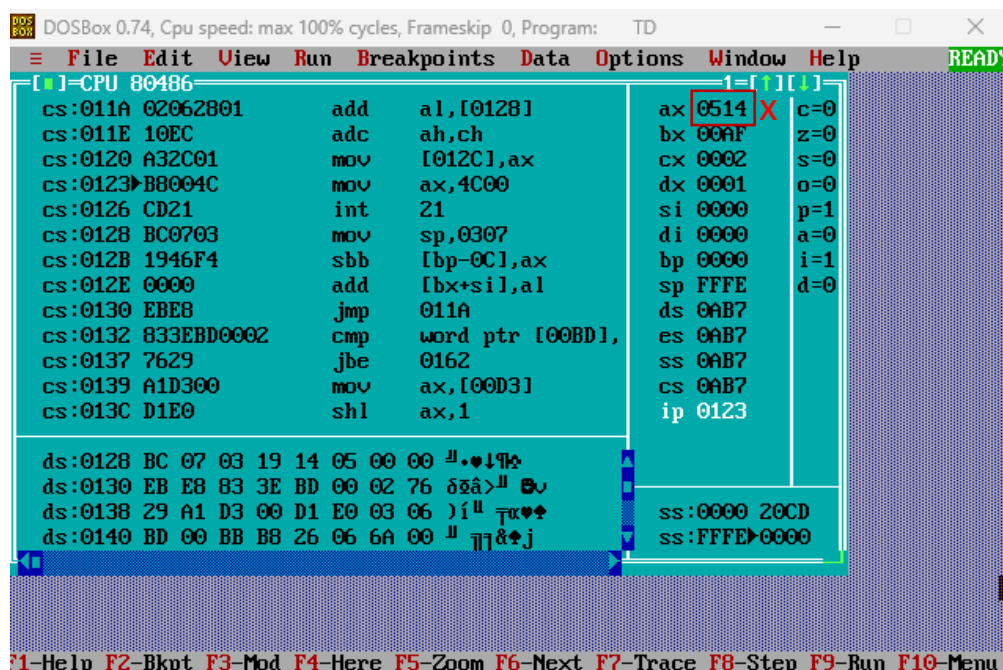 DOSBox 0.74, Cpu speed: max 100% cycles, Frameskip 0, Program: TD
≡ File Edit View Run Breakpoints Data Options Window Help READY
[■]=CPU 80486 1=[↑][↓]
cs:011A 02062801 add al,[0128] ax 0514 X c=0
cs:011E 10EC adc ah,ch bx 00AF z=0
cs:0120 A32C01 mov [012C],ax cx 0002 s=0
cs:0123►B8004C mov ax,4C00 dx 0001 o=0
cs:0126 CD21 int 21 si 0000 p=1
cs:0128 BC0703 mov sp,0307 di 0000 a=0
cs:012B 1946F4 sbb [bp-0C],ax bp 0000 i=1
cs:012E 0000 add [bx+si],al sp FFFE d=0
cs:0130 EBE8 jmp 011A ds 0AB7
cs:0132 833EBD0002 cmp word ptr [00BD], es 0AB7
cs:0137 7629 jbe 0162 ss 0AB7
cs:0139 A1D300 mov ax,[00D3] cs 0AB7
cs:013C D1E0 shl ax,1 ip 0123
ds:0128 BC 07 03 19 14 05 00 00 ╝•♥↓¶♣
ds:0130 EB E8 83 3E BD 00 02 76 δΦâ>╜ ☻v
ds:0138 29 A1 D3 00 D1 E0 03 06 )í╙ ╤α♥♠ ss:0000 20CD
ds:0140 BD 00 BB B8 26 06 6A 00 ╜ ╗╕&♠j ss:FFFE►0000
F1-Help F2-Bkpt F3-Mod F4-Here F5-Zoom F6-Next F7-Trace F8-Step F9-Run F10-Menu